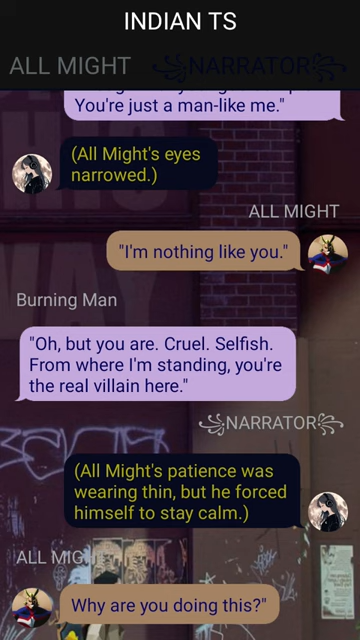 INDIAN TS
ALL MIGHT
NARRATOR
You're just a man-like me."
(All Might's eyes
narrowed.)
ALL MIGHT
"I'm nothing like you."
Burning Man
"Oh, but you are. Cruel. Selfish.
From where I'm standing, you're
the real villain here."
NARRATOR
(All Might's patience was
wearing thin, but he forced
himself to stay calm.)
ALL MIGHT
Why are you doing this?"